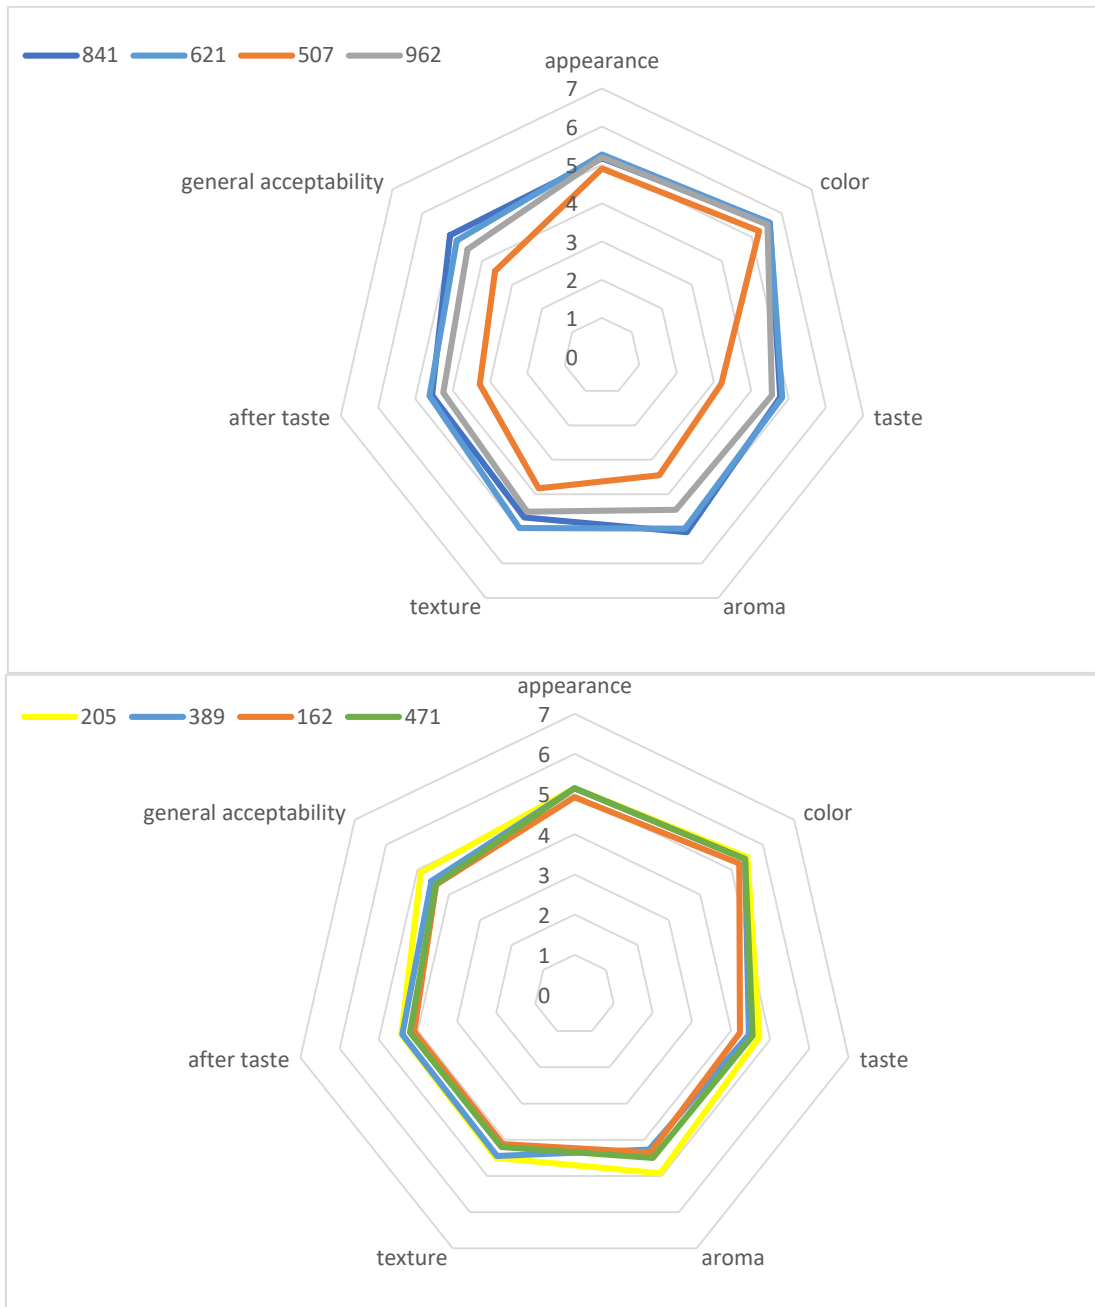 841 621 507 962
appearance
7
6
5
4
3
2
1
0
general acceptability
color
after taste
taste
texture
aroma
appearance
205 389 162 471
7
6
5
4
3
2
1
0
general acceptability
color
after taste
taste
texture
aroma